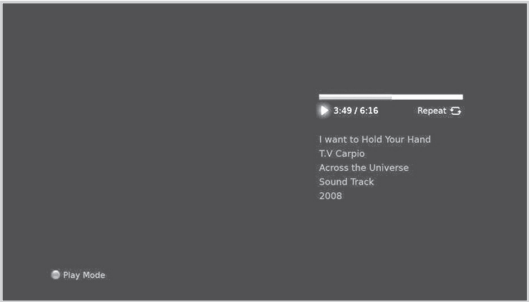 3:49 / 6:16 Repeat
I want to Hold Your Hand
T.V Carpio
Across the Universe
Sound Track
2008
Play Mode